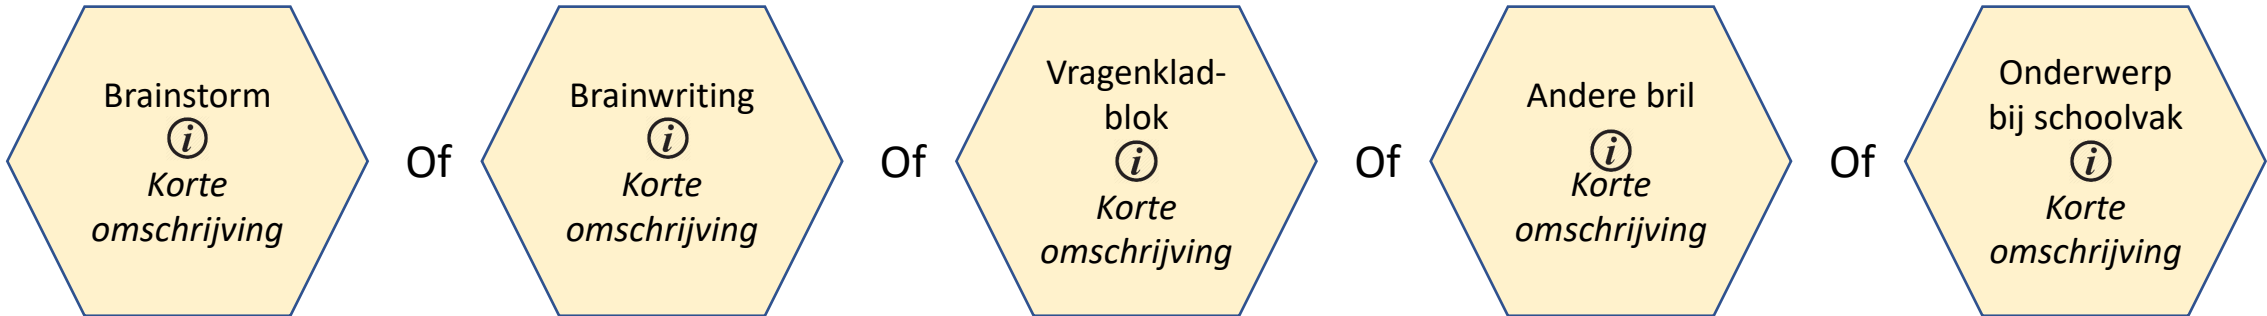 Brainstorm
i
Korte
omschrijving
Of
Brainwriting
i
Korte
omschrijving
Of
Vragenklad-
blok
i
Korte
omschrijving
Of
Andere bril
i
Korte
omschrijving
Of
Onderwerp
bij schoolvak
i
Korte
omschrijving